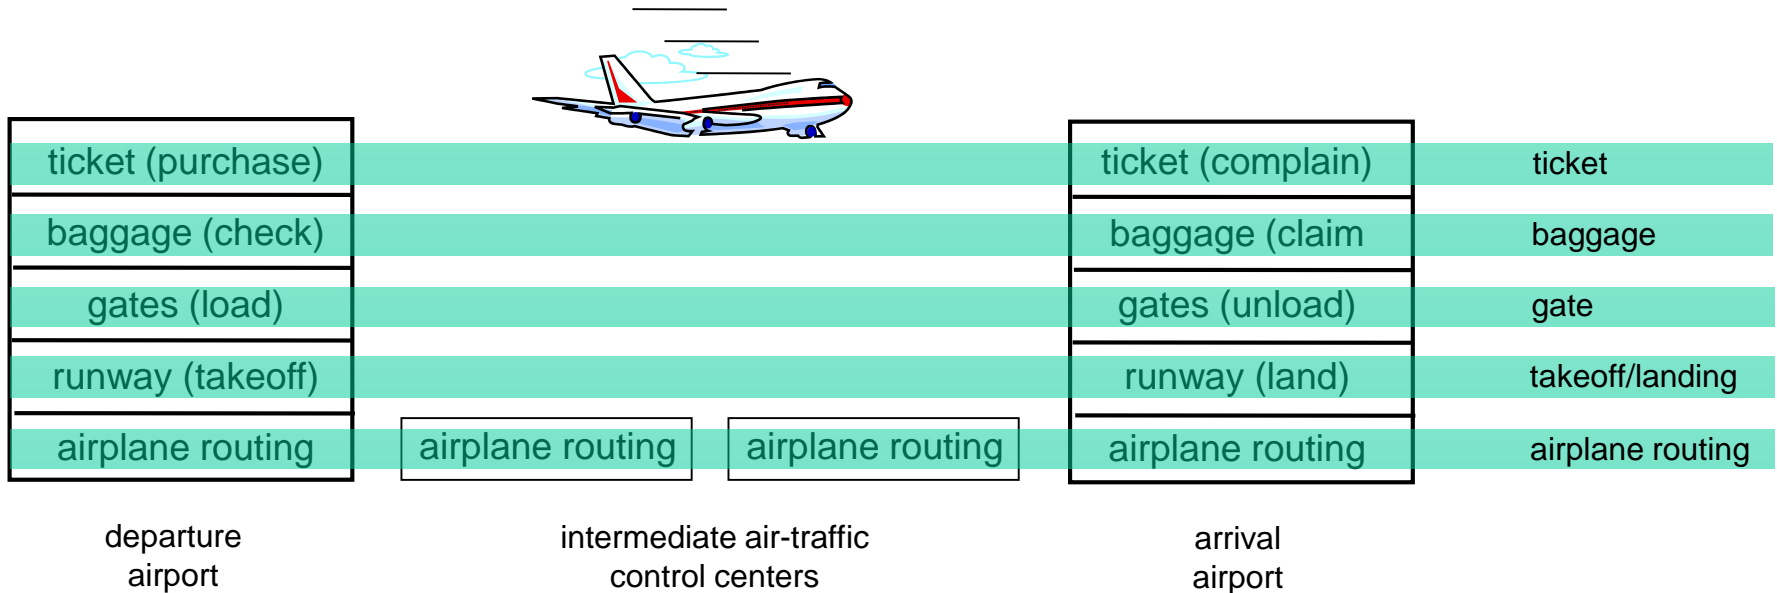 ticket (purchase) ticket (complain) ticket
baggage (check) baggage (claim baggage
gates (load) gates (unload) gate
runway (takeoff) runway (land) takeoff/landing
airplane routing airplane routing airplane routing airplane routing airplane routing
departure intermediate air-traffic arrival
airport control centers airport